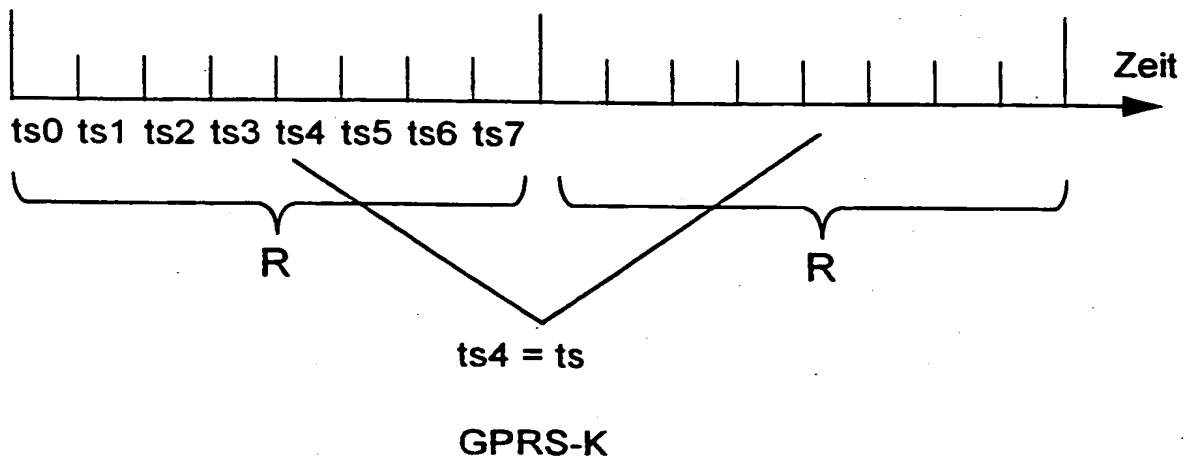 Zeit
ts0 ts1 ts2 ts3 ts4 ts5 ts6 ts7
R R
ts4 = ts
GPRS-K